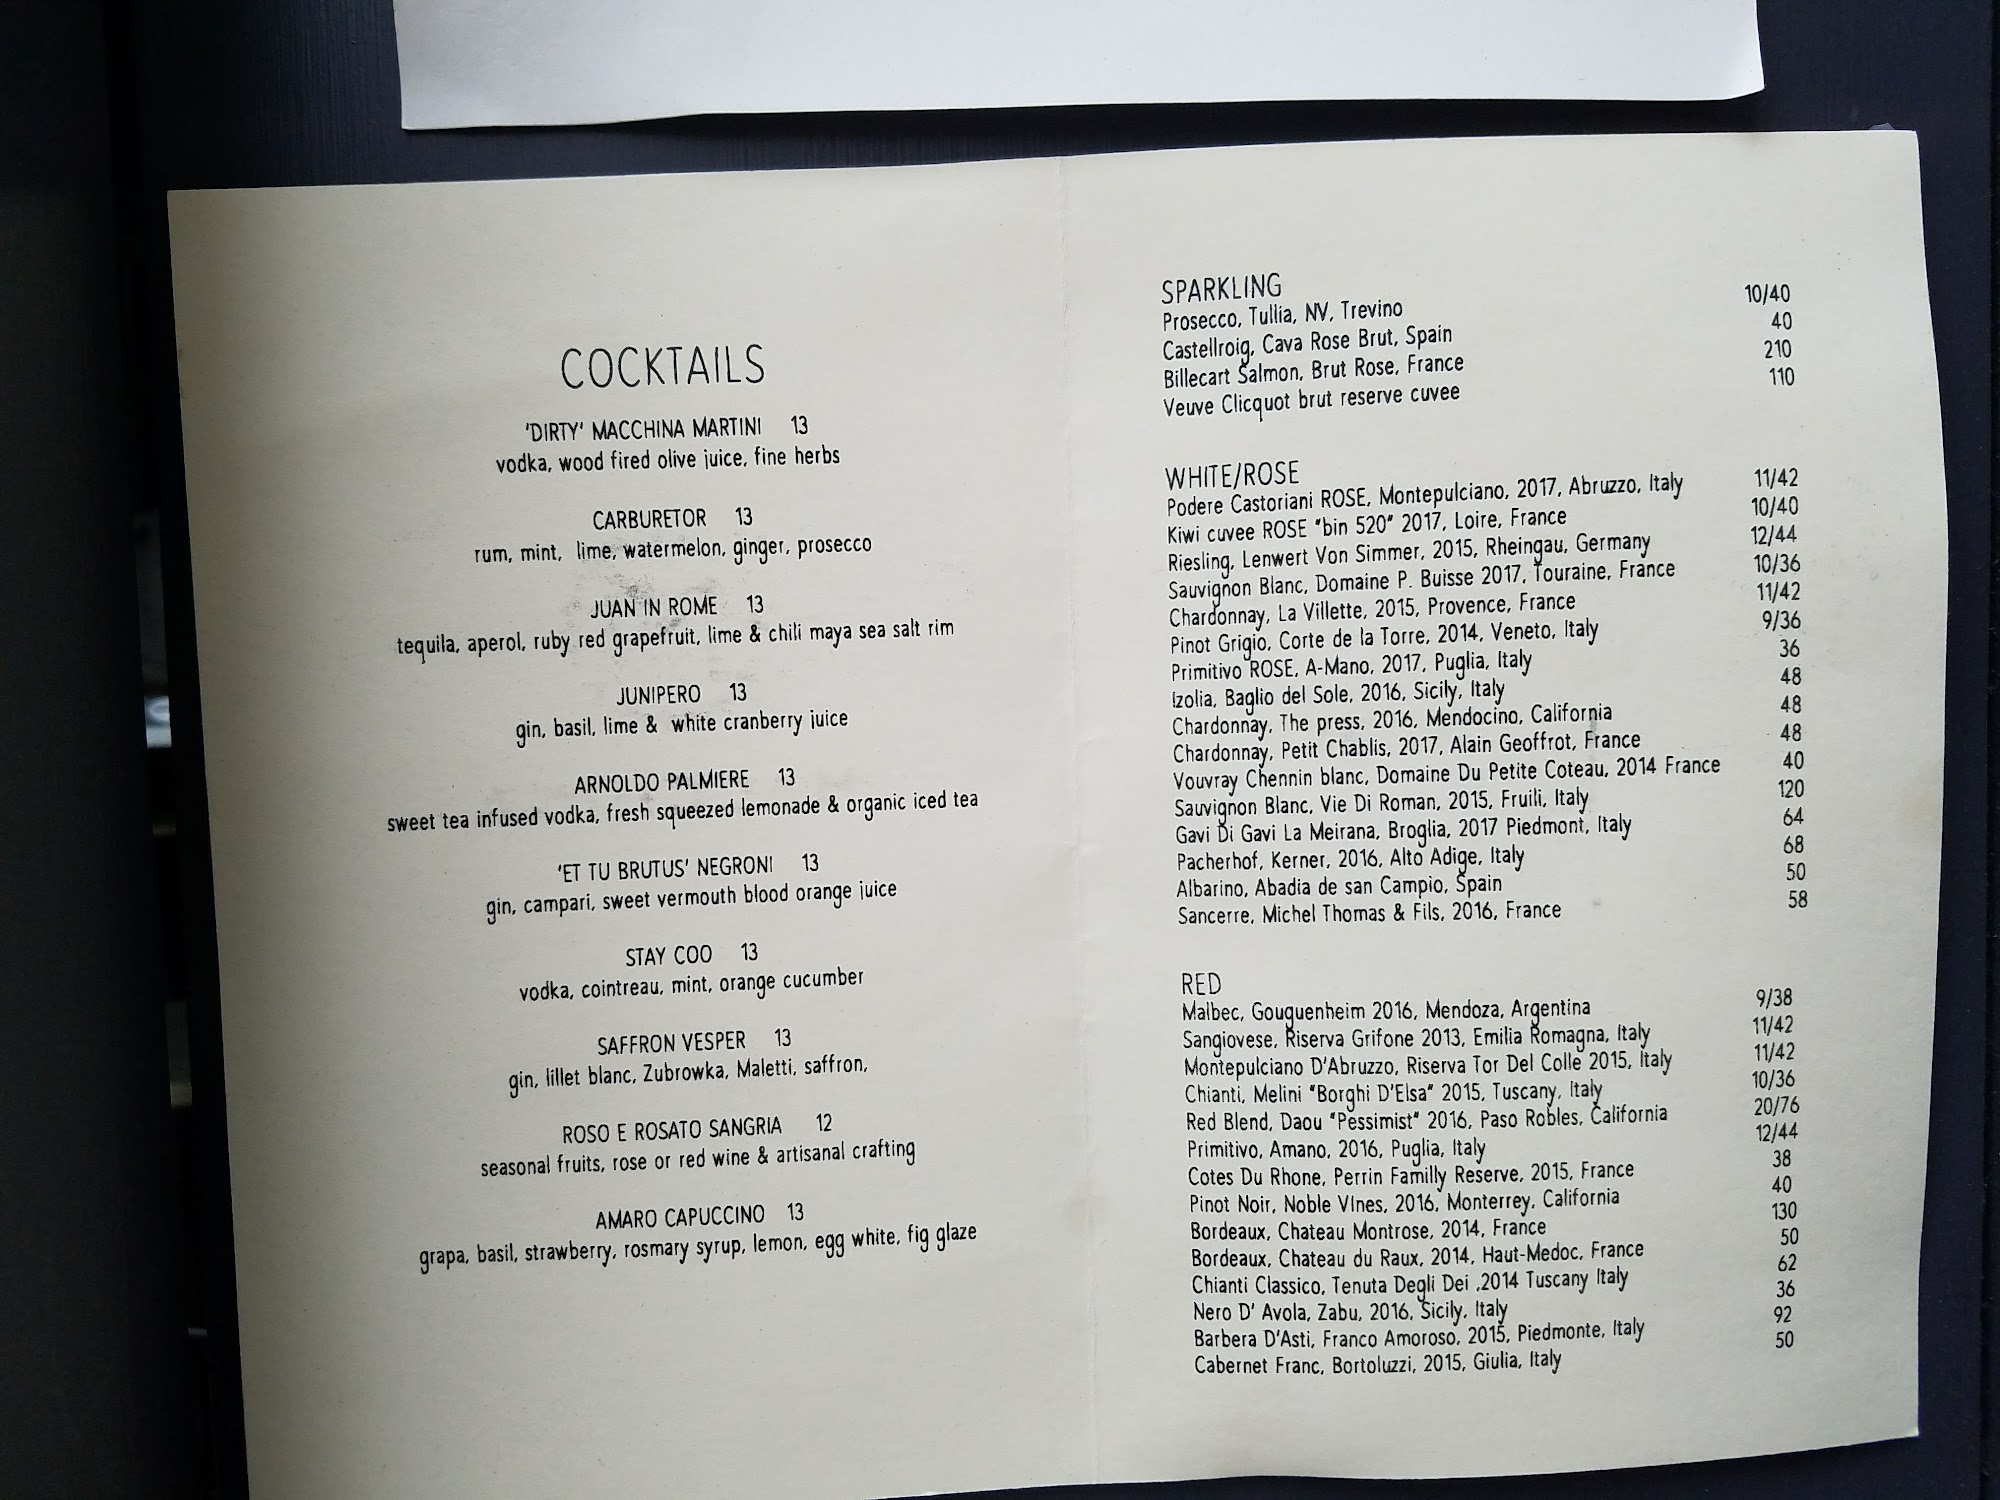 COCKTAILS
'DIRTY' MACCHINA MARTINI 13
vodka, wood fired olive juice, fine herbs
CARBURETOR 13
rum, mint, lime, watermelon, ginger, prosecco
JUAN IN ROME 13
tequila, aperol, ruby red grapefruit, lime & chili maya sea salt rim
JUNIPERO 13
gin, basil, lime & white cranberry juice
ARNOLDO PALMIERE 13
sweet tea infused vodka, fresh squeezed lemonade & organic iced tea
'ET TU BRUTUS' NEGRONI 13
gin, campari, sweet vermouth blood orange juice
STAY COO 13
vodka, cointreau, mint, orange cucumber
SAFFRON VESPER 13
gin, lillet blanc, Zubrowka, Maletti, saffron,
ROSO E ROSATO SANGRIA 12
seasonal fruits, rose or red wine & artisanal crafting
AMARO CAPUCCINO 13
grapa, basil, strawberry, rosmary syrup, lemon, egg white, fig glaze
SPARKLING
Prosecco, Tullia, NV, Trevino 10/40
Castellroig, Cava Rose Brut, Spain 40
Billecart Salmon, Brut Rose, France 210
Veuve Clicquot brut reserve cuvee 110
WHITE/ROSE
Podere Castoriani ROSE, Montepulciano, 2017, Abruzzo, Italy 11/42
Kiwi cuvee ROSE "bin 520" 2017, Loire, France 10/40
Riesling, Lenwert Von Simmer, 2015, Rheingau, Germany 12/44
Sauvignon Blanc, Domaine P. Buisse 2017, Touraine, France 10/36
Chardonnay, La Villette, 2015, Provence, France 11/42
Pinot Grigio, Corte de la Torre, 2014, Veneto, Italy 9/36
Primitivo ROSE, A-Mano, 2017, Puglia, Italy 36
Izolia, Baglio del Sole, 2016, Sicily, Italy 48
Chardonnay, The press, 2016, Mendocino, California 48
Chardonnay, Petit Chablis, 2017, Alain Geoffrot, France 48
Vouvray Chennin blanc, Domaine Du Petite Coteau, 2014 France 40
Sauvignon Blanc, Vie Di Roman, 2015, Fruili, Italy 120
Gavi Di Gavi La Meirana, Broglia, 2017 Piedmont, Italy 64
Pacherhof, Kerner, 2016, Alto Adige, Italy 68
Albarino, Abadia de san Campio, Spain 50
Sancerre, Michel Thomas & Fils, 2016, France 58
RED
Malbec, Gouguenheim 2016, Mendoza, Argentina 9/38
Sangiovese, Riserva Grifone 2013, Emilia Romagna, Italy 11/42
Montepulciano D'Abruzzo, Riserva Tor Del Colle 2015, Italy 11/42
Chianti, Melini "Borghi D'Elsa" 2015, Tuscany, Italy 10/36
Red Blend, Daou "Pessimist" 2016, Paso Robles, California 20/76
Primitivo, Amano, 2016, Puglia, Italy 12/44
Cotes Du Rhone, Perrin Familly Reserve, 2015, France 38
Pinot Noir, Noble VInes, 2016, Monterrey, California 40
Bordeaux, Chateau Montrose, 2014, France 130
Bordeaux, Chateau du Raux, 2014, Haut-Medoc, France 50
Chianti Classico, Tenuta Degli Dei ,2014 Tuscany Italy 62
Nero D' Avola, Zabu, 2016, Sicily, Italy 36
Barbera D'Asti, Franco Amoroso, 2015, Piedmonte, Italy 92
Cabernet Franc, Bortoluzzi, 2015, Giulia, Italy 50